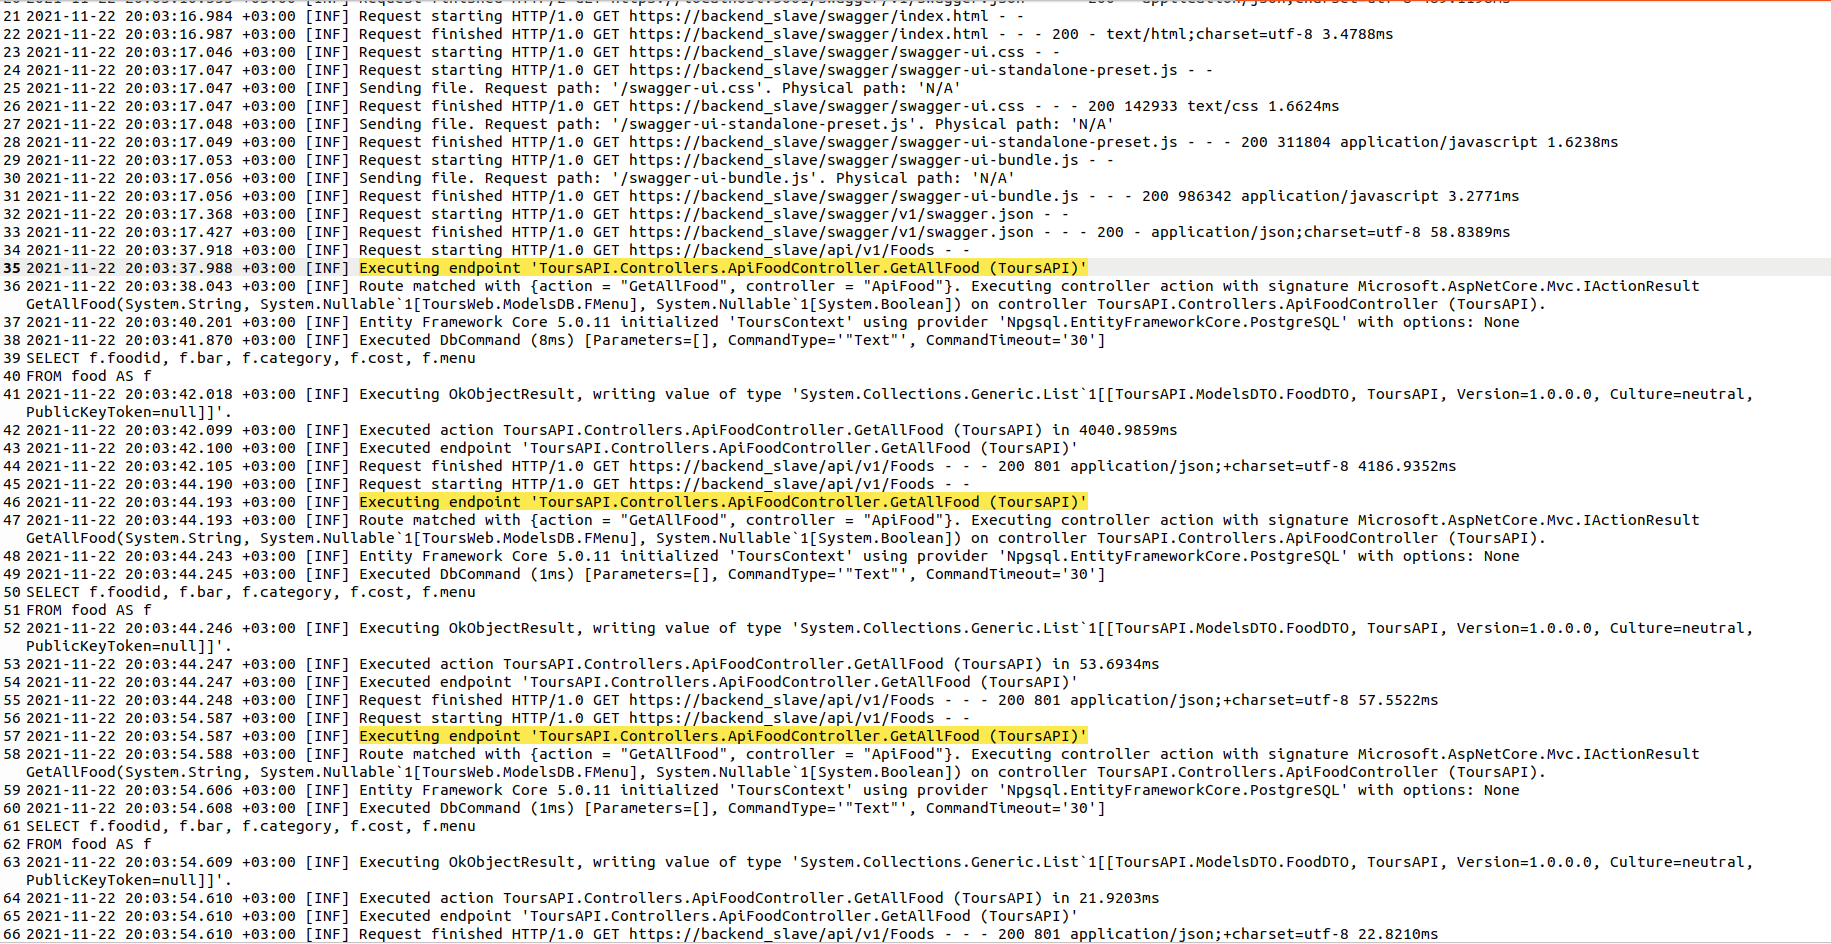 21 2021-11-22 20:03:16.984 +03:00 [INF] Request starting HTTP/1.0 GET https://backend_slave/swagger/index.html - -
22 2021-11-22 20:03:16.987 +03:00 [INF] Request finished HTTP/1.0 GET https://backend_slave/swagger/index.html - - - 200 - text/html;charset=utf-8 3.4788ms
23 2021-11-22 20:03:17.046 +03:00 [INF] Request starting HTTP/1.0 GET https://backend_slave/swagger/swagger-ui.css - -
24 2021-11-22 20:03:17.047 +03:00 [INF] Request starting HTTP/1.0 GET https://backend_slave/swagger/swagger-ui-standalone-preset.js - -
25 2021-11-22 20:03:17.047 +03:00 [INF] Sending file. Request path: '/swagger-ui.css'. Physical path: 'N/A'
26 2021-11-22 20:03:17.047 +03:00 [INF] Request finished HTTP/1.0 GET https://backend_slave/swagger/swagger-ui.css - - - 200 142933 text/css 1.6624ms
27 2021-11-22 20:03:17.048 +03:00 [INF] Sending file. Request path: '/swagger-ui-standalone-preset.js'. Physical path: 'N/A'
28 2021-11-22 20:03:17.049 +03:00 [INF] Request finished HTTP/1.0 GET https://backend_slave/swagger/swagger-ui-standalone-preset.js - - - 200 311804 application/javascript 1.6238ms
29 2021-11-22 20:03:17.053 +03:00 [INF] Request starting HTTP/1.0 GET https://backend_slave/swagger/swagger-ui-bundle.js - -
30 2021-11-22 20:03:17.056 +03:00 [INF] Sending file. Request path: '/swagger-ui-bundle.js'. Physical path: 'N/A'
31 2021-11-22 20:03:17.056 +03:00 [INF] Request finished HTTP/1.0 GET https://backend_slave/swagger/swagger-ui-bundle.js - - - 200 986342 application/javascript 3.2771ms
32 2021-11-22 20:03:17.368 +03:00 [INF] Request starting HTTP/1.0 GET https://backend_slave/swagger/v1/swagger.json - -
33 2021-11-22 20:03:17.427 +03:00 [INF] Request finished HTTP/1.0 GET https://backend_slave/swagger/v1/swagger.json - - - 200 - application/json;charset=utf-8 58.8389ms
34 2021-11-22 20:03:37.918 +03:00 [INF] Request starting HTTP/1.0 GET https://backend_slave/api/v1/Foods - -
35 2021-11-22 20:03:37.988 +03:00 [INF] Executing endpoint 'ToursAPI.Controllers.ApiFoodController.GetAllFood (ToursAPI)'
36 2021-11-22 20:03:38.043 +03:00 [INF] Route matched with {action = "GetAllFood", controller = "ApiFood"}. Executing controller action with signature Microsoft.AspNetCore.Mvc.IActionResult
GetAllFood(System.String, System.Nullable`1[ToursWeb.ModelsDB.FMenu], System.Nullable`1[System.Boolean]) on controller ToursAPI.Controllers.ApiFoodController (ToursAPI).
37 2021-11-22 20:03:40.201 +03:00 [INF] Entity Framework Core 5.0.11 initialized 'ToursContext' using provider 'Npgsql.EntityFrameworkCore.PostgreSQL' with options: None
38 2021-11-22 20:03:41.870 +03:00 [INF] Executed DbCommand (8ms) [Parameters=[], CommandType='"Text"', CommandTimeout='30']
39 SELECT f.foodid, f.bar, f.category, f.cost, f.menu
40 FROM food AS f
41 2021-11-22 20:03:42.018 +03:00 [INF] Executing OkObjectResult, writing value of type 'System.Collections.Generic.List`1[[ToursAPI.ModelsDTO.FoodDTO, ToursAPI, Version=1.0.0.0, Culture=neutral,
PublicKeyToken=null]]'.
42 2021-11-22 20:03:42.099 +03:00 [INF] Executed action ToursAPI.Controllers.ApiFoodController.GetAllFood (ToursAPI) in 4040.9859ms
43 2021-11-22 20:03:42.100 +03:00 [INF] Executed endpoint 'ToursAPI.Controllers.ApiFoodController.GetAllFood (ToursAPI)'
44 2021-11-22 20:03:42.105 +03:00 [INF] Request finished HTTP/1.0 GET https://backend_slave/api/v1/Foods - - - 200 801 application/json;+charset=utf-8 4186.9352ms
45 2021-11-22 20:03:44.190 +03:00 [INF] Request starting HTTP/1.0 GET https://backend_slave/api/v1/Foods - -
46 2021-11-22 20:03:44.193 +03:00 [INF] Executing endpoint 'ToursAPI.Controllers.ApiFoodController.GetAllFood (ToursAPI)'
47 2021-11-22 20:03:44.193 +03:00 [INF] Route matched with {action = "GetAllFood", controller = "ApiFood"}. Executing controller action with signature Microsoft.AspNetCore.Mvc.IActionResult
GetAllFood(System.String, System.Nullable`1[ToursWeb.ModelsDB.FMenu], System.Nullable`1[System.Boolean]) on controller ToursAPI.Controllers.ApiFoodController (ToursAPI).
48 2021-11-22 20:03:44.243 +03:00 [INF] Entity Framework Core 5.0.11 initialized 'ToursContext' using provider 'Npgsql.EntityFrameworkCore.PostgreSQL' with options: None
49 2021-11-22 20:03:44.245 +03:00 [INF] Executed DbCommand (1ms) [Parameters=[], CommandType='"Text"', CommandTimeout='30']
50 SELECT f.foodid, f.bar, f.category, f.cost, f.menu
51 FROM food AS f
52 2021-11-22 20:03:44.246 +03:00 [INF] Executing OkObjectResult, writing value of type 'System.Collections.Generic.List`1[[ToursAPI.ModelsDTO.FoodDTO, ToursAPI, Version=1.0.0.0, Culture=neutral,
PublicKeyToken=null]]'.
53 2021-11-22 20:03:44.247 +03:00 [INF] Executed action ToursAPI.Controllers.ApiFoodController.GetAllFood (ToursAPI) in 53.6934ms
54 2021-11-22 20:03:44.247 +03:00 [INF] Executed endpoint 'ToursAPI.Controllers.ApiFoodController.GetAllFood (ToursAPI)'
55 2021-11-22 20:03:44.248 +03:00 [INF] Request finished HTTP/1.0 GET https://backend_slave/api/v1/Foods - - - 200 801 application/json;+charset=utf-8 57.5522ms
56 2021-11-22 20:03:54.587 +03:00 [INF] Request starting HTTP/1.0 GET https://backend_slave/api/v1/Foods - -
57 2021-11-22 20:03:54.587 +03:00 [INF] Executing endpoint 'ToursAPI.Controllers.ApiFoodController.GetAllFood (ToursAPI)'
58 2021-11-22 20:03:54.588 +03:00 [INF] Route matched with {action = "GetAllFood", controller = "ApiFood"}. Executing controller action with signature Microsoft.AspNetCore.Mvc.IActionResult
GetAllFood(System.String, System.Nullable`1[ToursWeb.ModelsDB.FMenu], System.Nullable`1[System.Boolean]) on controller ToursAPI.Controllers.ApiFoodController (ToursAPI).
59 2021-11-22 20:03:54.606 +03:00 [INF] Entity Framework Core 5.0.11 initialized 'ToursContext' using provider 'Npgsql.EntityFrameworkCore.PostgreSQL' with options: None
60 2021-11-22 20:03:54.608 +03:00 [INF] Executed DbCommand (1ms) [Parameters=[], CommandType='"Text"', CommandTimeout='30']
61 SELECT f.foodid, f.bar, f.category, f.cost, f.menu
62 FROM food AS f
63 2021-11-22 20:03:54.609 +03:00 [INF] Executing OkObjectResult, writing value of type 'System.Collections.Generic.List`1[[ToursAPI.ModelsDTO.FoodDTO, ToursAPI, Version=1.0.0.0, Culture=neutral,
PublicKeyToken=null]]'.
64 2021-11-22 20:03:54.610 +03:00 [INF] Executed action ToursAPI.Controllers.ApiFoodController.GetAllFood (ToursAPI) in 21.9203ms
65 2021-11-22 20:03:54.610 +03:00 [INF] Executed endpoint 'ToursAPI.Controllers.ApiFoodController.GetAllFood (ToursAPI)'
66 2021-11-22 20:03:54.610 +03:00 [INF] Request finished HTTP/1.0 GET https://backend_slave/api/v1/Foods - - - 200 801 application/json;+charset=utf-8 22.8210ms